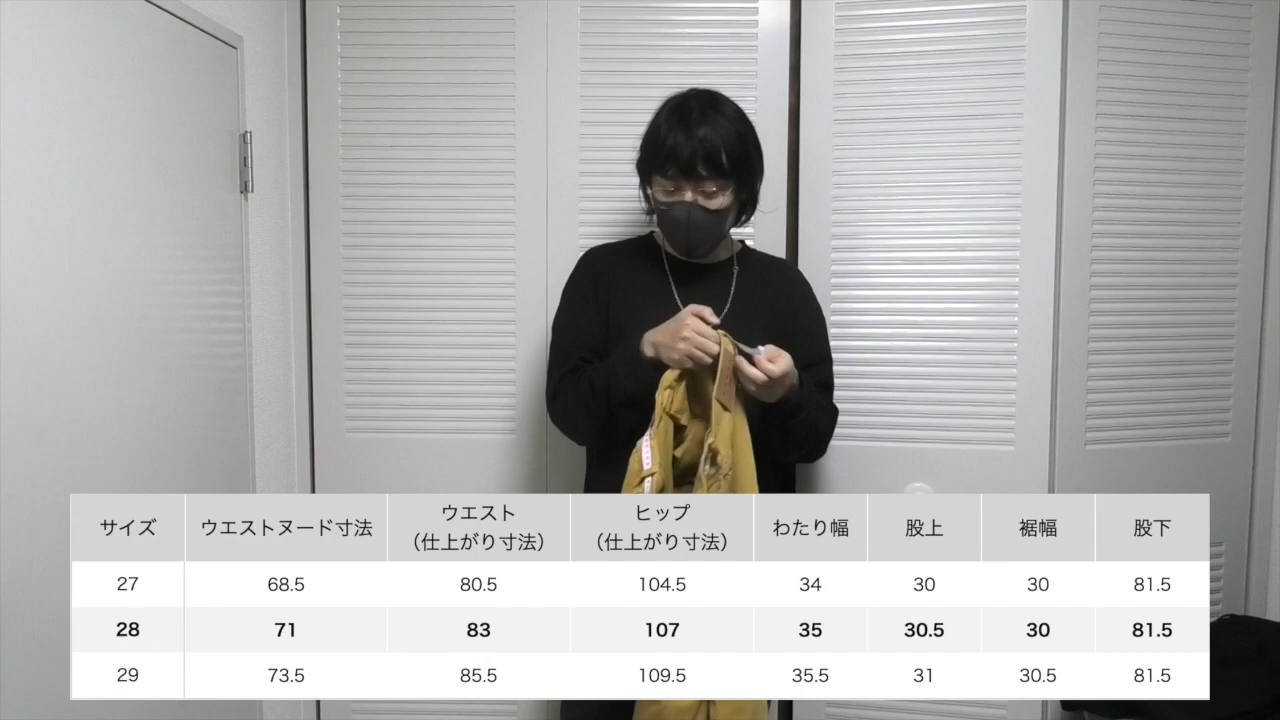 サイズ ウエストヌード寸法 ウエスト（仕上がり寸法） ヒップ（仕上がり寸法） わたり幅 股上 裾幅 股下
27 68.5 80.5 104.5 34 30 30 81.5
28 71 83 107 35 30.5 30 81.5
29 73.5 85.5 109.5 35.5 31 30.5 81.5